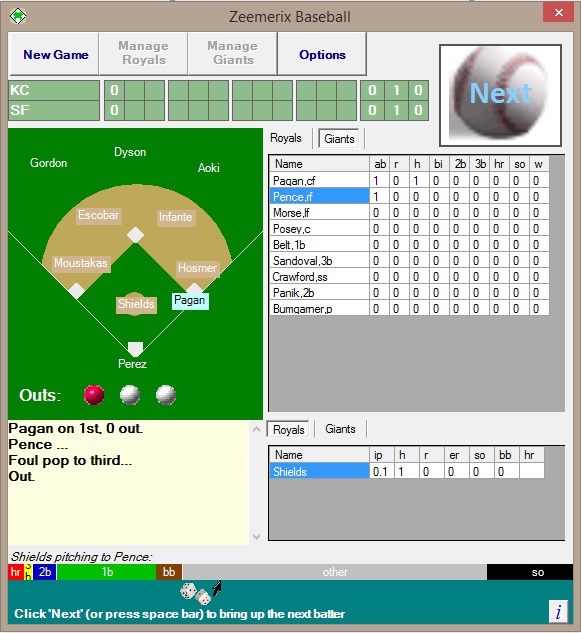 Zeemerix Baseball
New Game
Manage Royals
Manage Giants
Options
Next
KC 0 0 1 0
SF 0 0 1 0
Royals Giants
Gordon
Dyson
Aoki
Escobar
Infante
Moustakas
Hosmer
Shields
Pagan
Perez
Outs:
Name ab r h bi 2b 3b hr so w
Pagan,cf 1 0 1 0 0 0 0 0 0
Pence,rf 1 0 0 0 0 0 0 0 0
Morse,lf 0 0 0 0 0 0 0 0 0
Posey,c 0 0 0 0 0 0 0 0 0
Belt,1b 0 0 0 0 0 0 0 0 0
Sandoval,3b 0 0 0 0 0 0 0 0 0
Crawford,ss 0 0 0 0 0 0 0 0 0
Panik,2b 0 0 0 0 0 0 0 0 0
Bumgarner,p 0 0 0 0 0 0 0 0 0
Pagan on 1st, 0 out.
Pence ...
Foul pop to third...
Out.
Royals Giants
Name ip h r er so bb hr
Shields 0.1 1 0 0 0 0
Shields pitching to Pence:
hr 2b 1b bb other so
Click 'Next' (or press space bar) to bring up the next batter
i